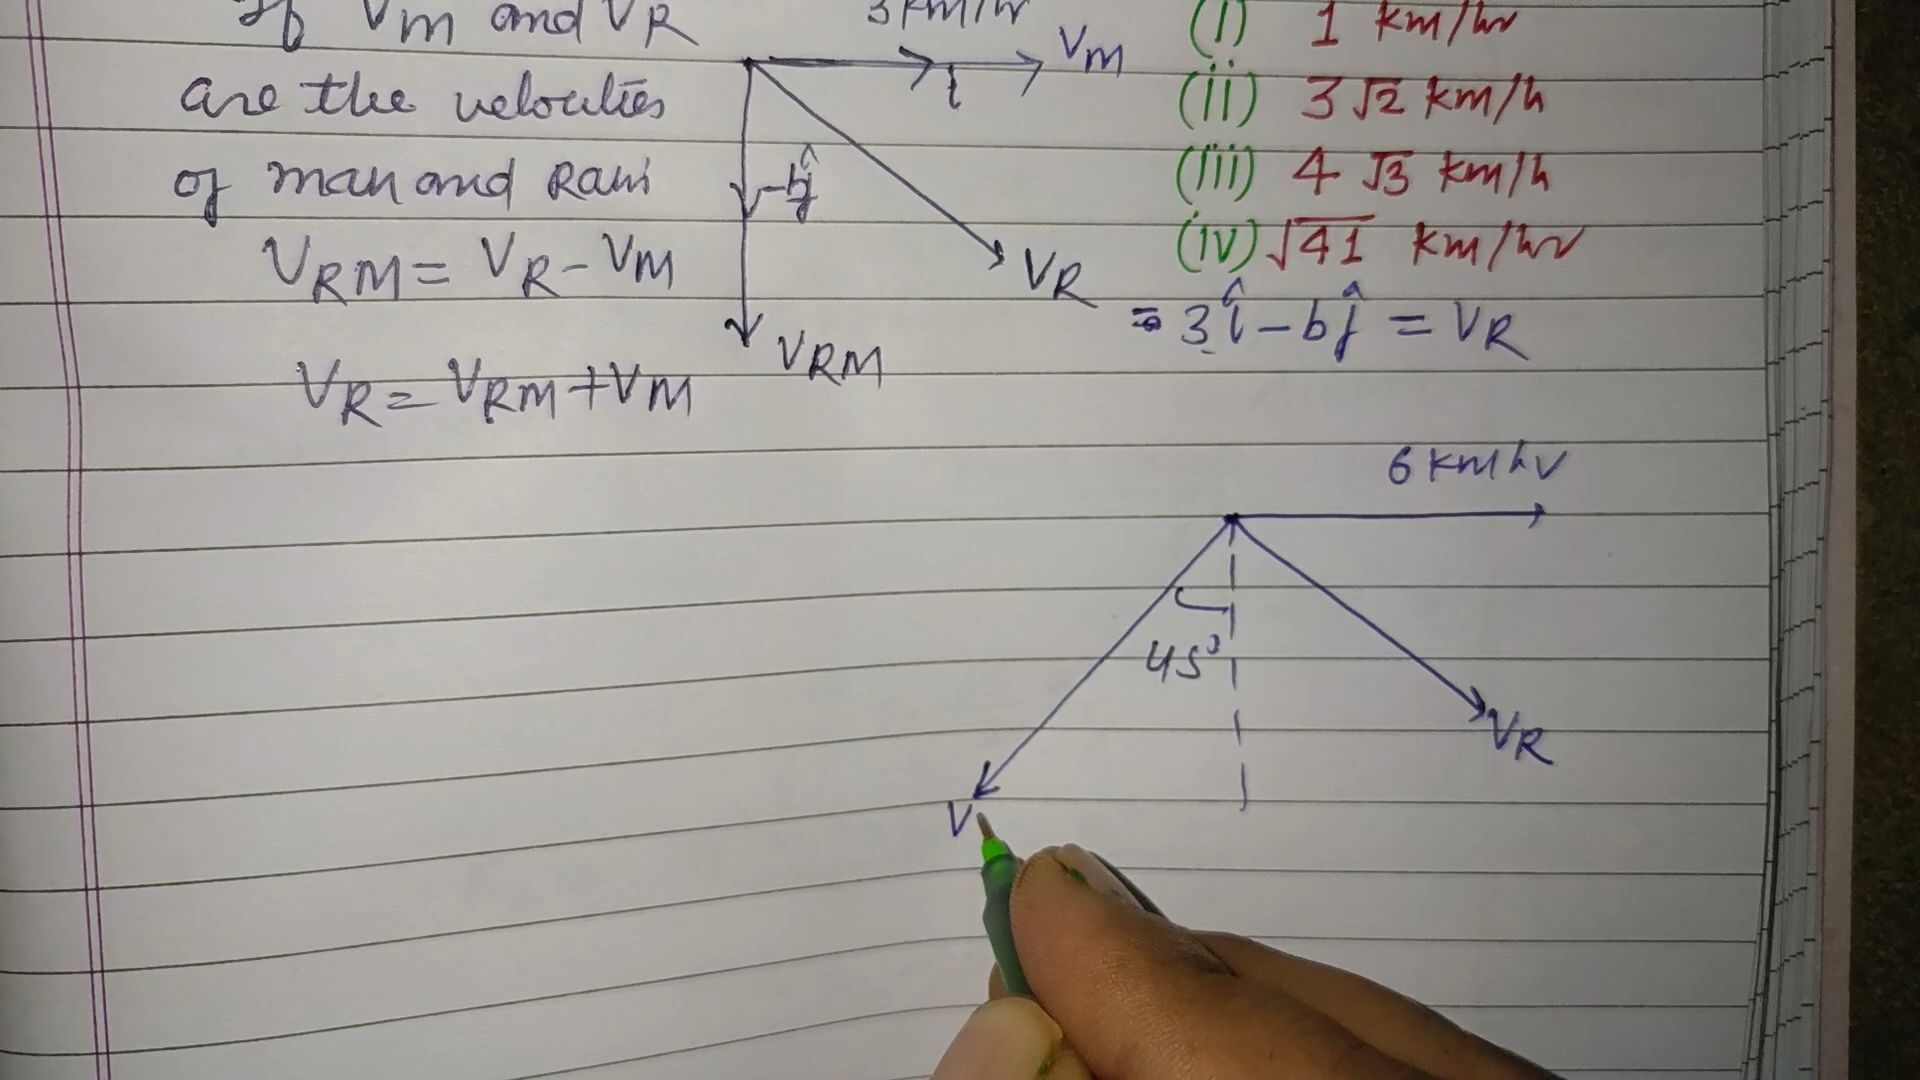 If VM and VR
are the velocities
of man and Rain
VRM = VR - VM
VR = VRM + VM
3 km/hr
VM
î
-bĵ
VR
VRM
(i) 1 km/hr
(ii) 3√2 km/h
(iii) 4√3 km/h
(iv) √41 km/hr
= 3î - bĵ = VR
6 km hr
45°
VR
V